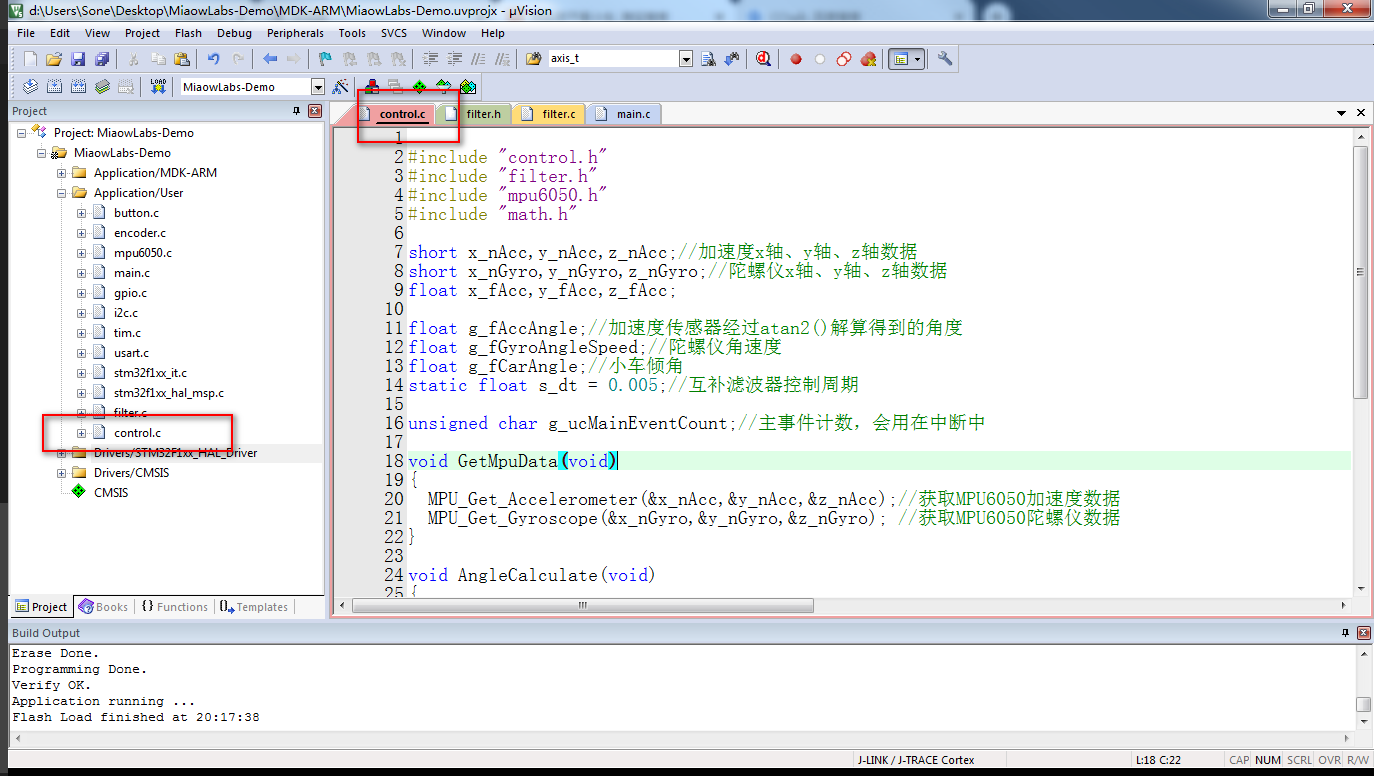 d:\Users\Sone\Desktop\MiaowLabs-Demo\MDK-ARM\MiaowLabs-Demo.uvprojx - µVision
File Edit View Project Flash Debug Peripherals Tools SVCS Window Help
axis_t
LOAD MiaowLabs-Demo
Project
control.c filter.h filter.c main.c
Project: MiaowLabs-Demo
MiaowLabs-Demo
Application/MDK-ARM
Application/User
button.c
encoder.c
mpu6050.c
main.c
gpio.c
i2c.c
tim.c
usart.c
stm32f1xx_it.c
stm32f1xx_hal_msp.c
filter.c
control.c
Drivers/STM32F1xx_HAL_Driver
Drivers/CMSIS
CMSIS
Project Books {} Functions Templates
1
2 #include "control.h"
3 #include "filter.h"
4 #include "mpu6050.h"
5 #include "math.h"
6
7 short x_nAcc,y_nAcc,z_nAcc;//加速度x轴、y轴、z轴数据
8 short x_nGyro,y_nGyro,z_nGyro;//陀螺仪x轴、y轴、z轴数据
9 float x_fAcc,y_fAcc,z_fAcc;
10
11 float g_fAccAngle;//加速度传感器经过atan2()解算得到的角度
12 float g_fGyroAngleSpeed;//陀螺仪角速度
13 float g_fCarAngle;//小车倾角
14 static float s_dt = 0.005;//互补滤波器控制周期
15
16 unsigned char g_ucMainEventCount;//主事件计数，会用在中断中
17
18 void GetMpuData(void)
19 {
20 MPU_Get_Accelerometer(&x_nAcc,&y_nAcc,&z_nAcc);//获取MPU6050加速度数据
21 MPU_Get_Gyroscope(&x_nGyro,&y_nGyro,&z_nGyro); //获取MPU6050陀螺仪数据
22 }
23
24 void AngleCalculate(void)
25 {
Build Output
Erase Done.
Programming Done.
Verify OK.
Application running ...
Flash Load finished at 20:17:38
J-LINK / J-TRACE Cortex L:18 C:22 CAP NUM SCRL OVR R/W